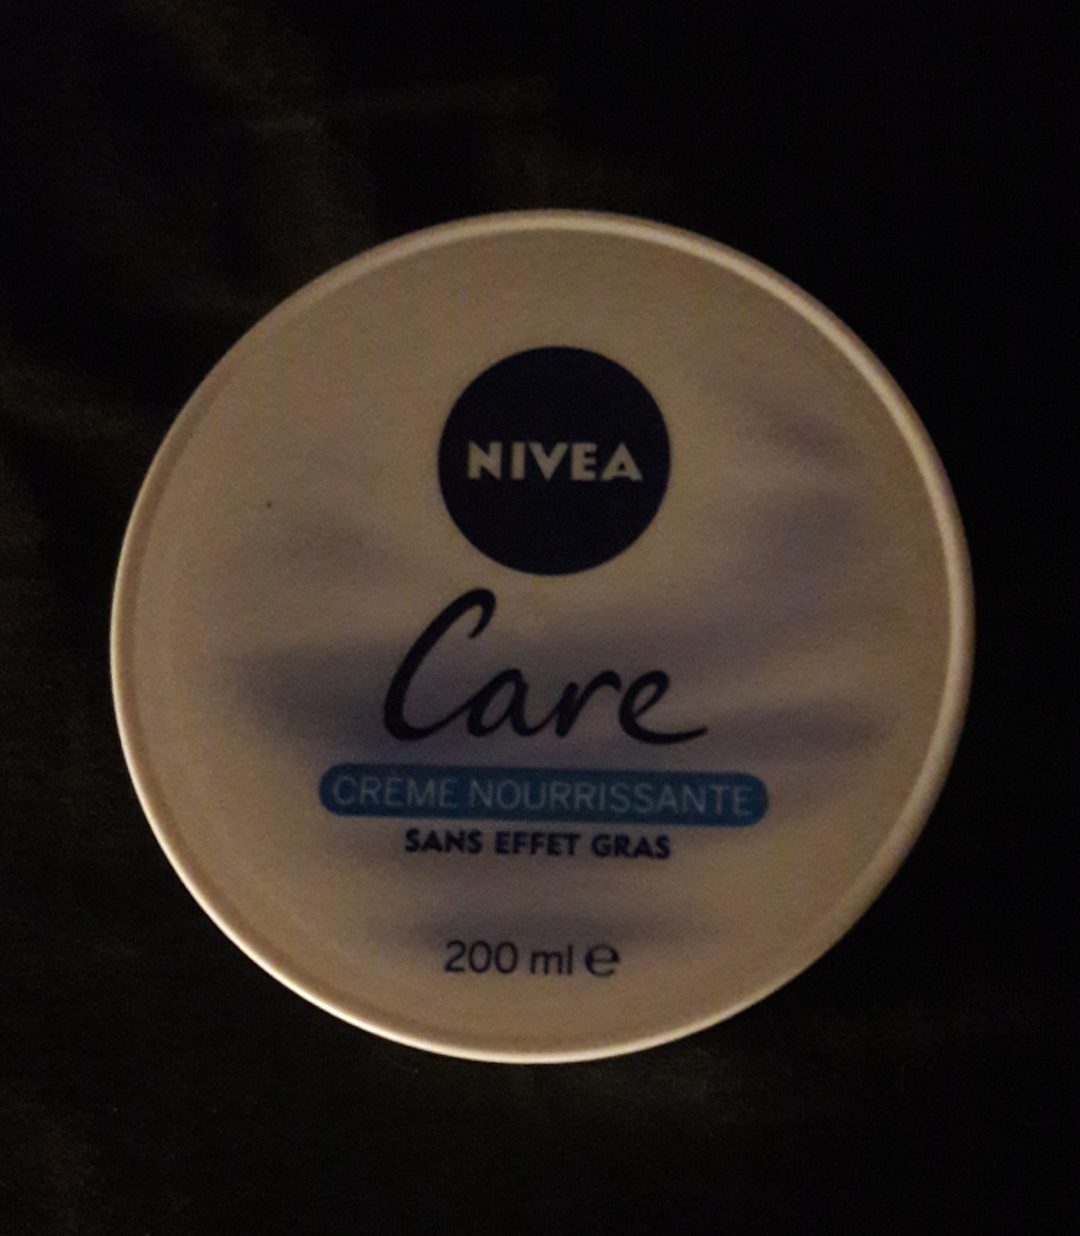 NIVEA
Care
CRÈME NOURRISSANTE
SANS EFFET GRAS
200 ml ℮